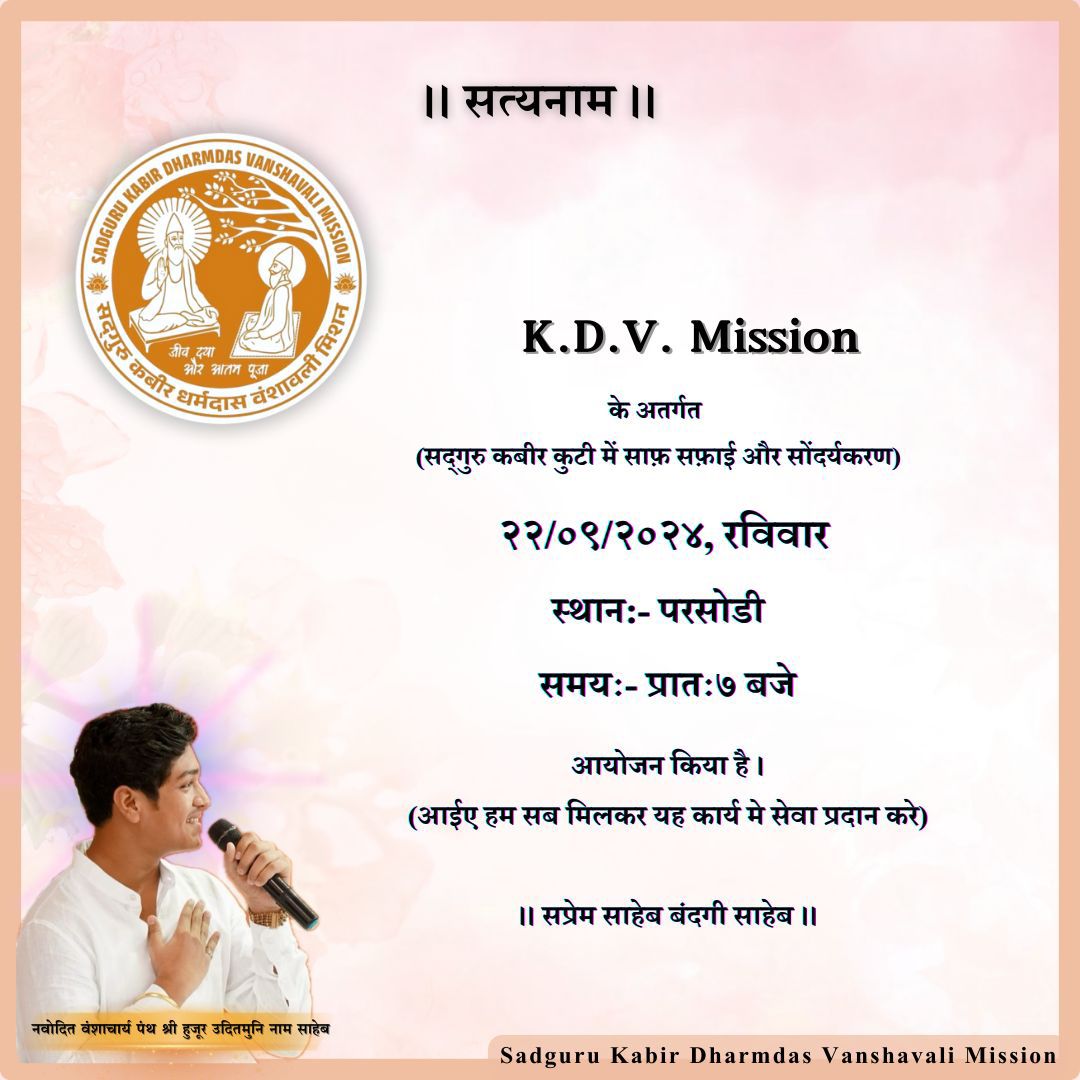 ।। सत्यनाम ।।
SADGURU KABIR DHARMDAS VANSHAVALI MISSION
जीव दया
और आतम पूजा
सद्गुरु कबीर धर्मदास वंशावली मिशन
K.D.V. Mission
के अतर्गत
(सद्गुरु कबीर कुटी में साफ़ सफ़ाई और सोंदर्यकरण)
२२/०९/२०२४, रविवार
स्थान:- परसोडी
समय:- प्रात:७ बजे
आयोजन किया है।
(आईए हम सब मिलकर यह कार्य मे सेवा प्रदान करे)
।। सप्रेम साहेब बंदगी साहेब ।।
नवोदित वंशाचार्य पंथ श्री हुजूर उदितमुनि नाम साहेब
Sadguru Kabir Dharmdas Vanshavali Mission